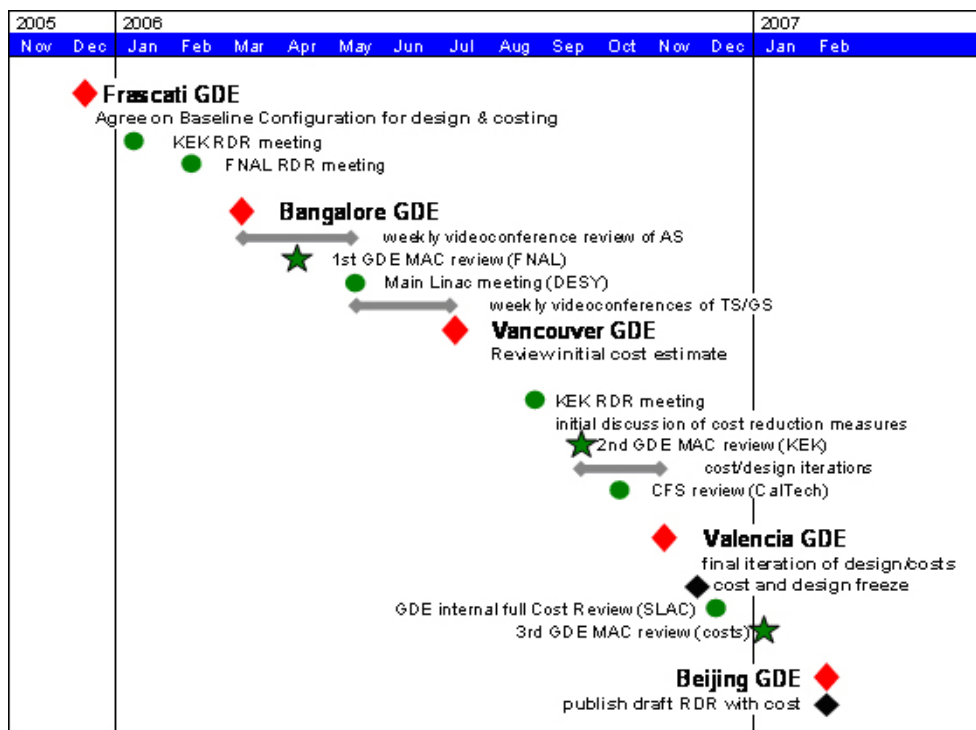 2005 2006 2007
Nov Dec Jan Feb Mar Apr May Jun Jul Aug Sep Oct Nov Dec Jan Feb
Frascati GDE
Agree on Baseline Configuration for design & costing
KEK RDR meeting
FNAL RDR meeting
Bangalore GDE
weekly videoconference review of AS
1st GDE MAC review (FNAL)
Main Linac meeting (DESY)
weekly videoconferences of TS/GS
Vancouver GDE
Review initial cost estimate
KEK RDR meeting
initial discussion of cost reduction measures
2nd GDE MAC review (KEK)
cost/design iterations
CFS review (CalTech)
Valencia GDE
final iteration of design/costs
cost and design freeze
GDE internal full Cost Review (SLAC)
3rd GDE MAC review (costs)
Beijing GDE
publish draft RDR with cost